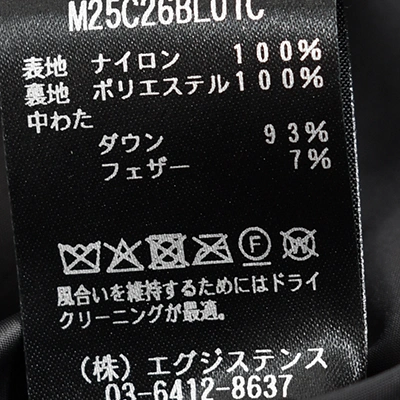 M25C26BL01C
表地 ナイロン 100%
裏地 ポリエステル100%
中わた
ダウン 93%
フェザー 7%
F W
風合いを維持するためにはドライ
クリーニングが最適。
(株) エグジステンス
03-6412-8637